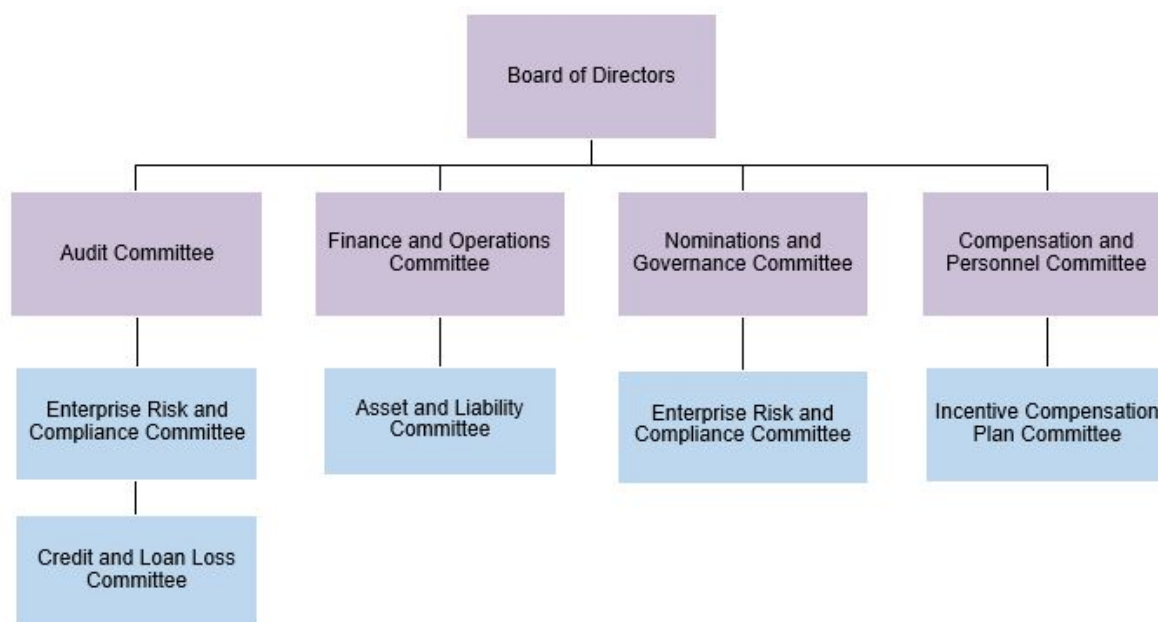 Board of Directors
Audit Committee
Finance and Operations
Committee
Nominations and
Governance Committee
Compensation and
Personnel Committee
Enterprise Risk and
Compliance Committee
Asset and Liability
Committee
Enterprise Risk and
Compliance Committee
Incentive Compensation
Plan Committee
Credit and Loan Loss
Committee